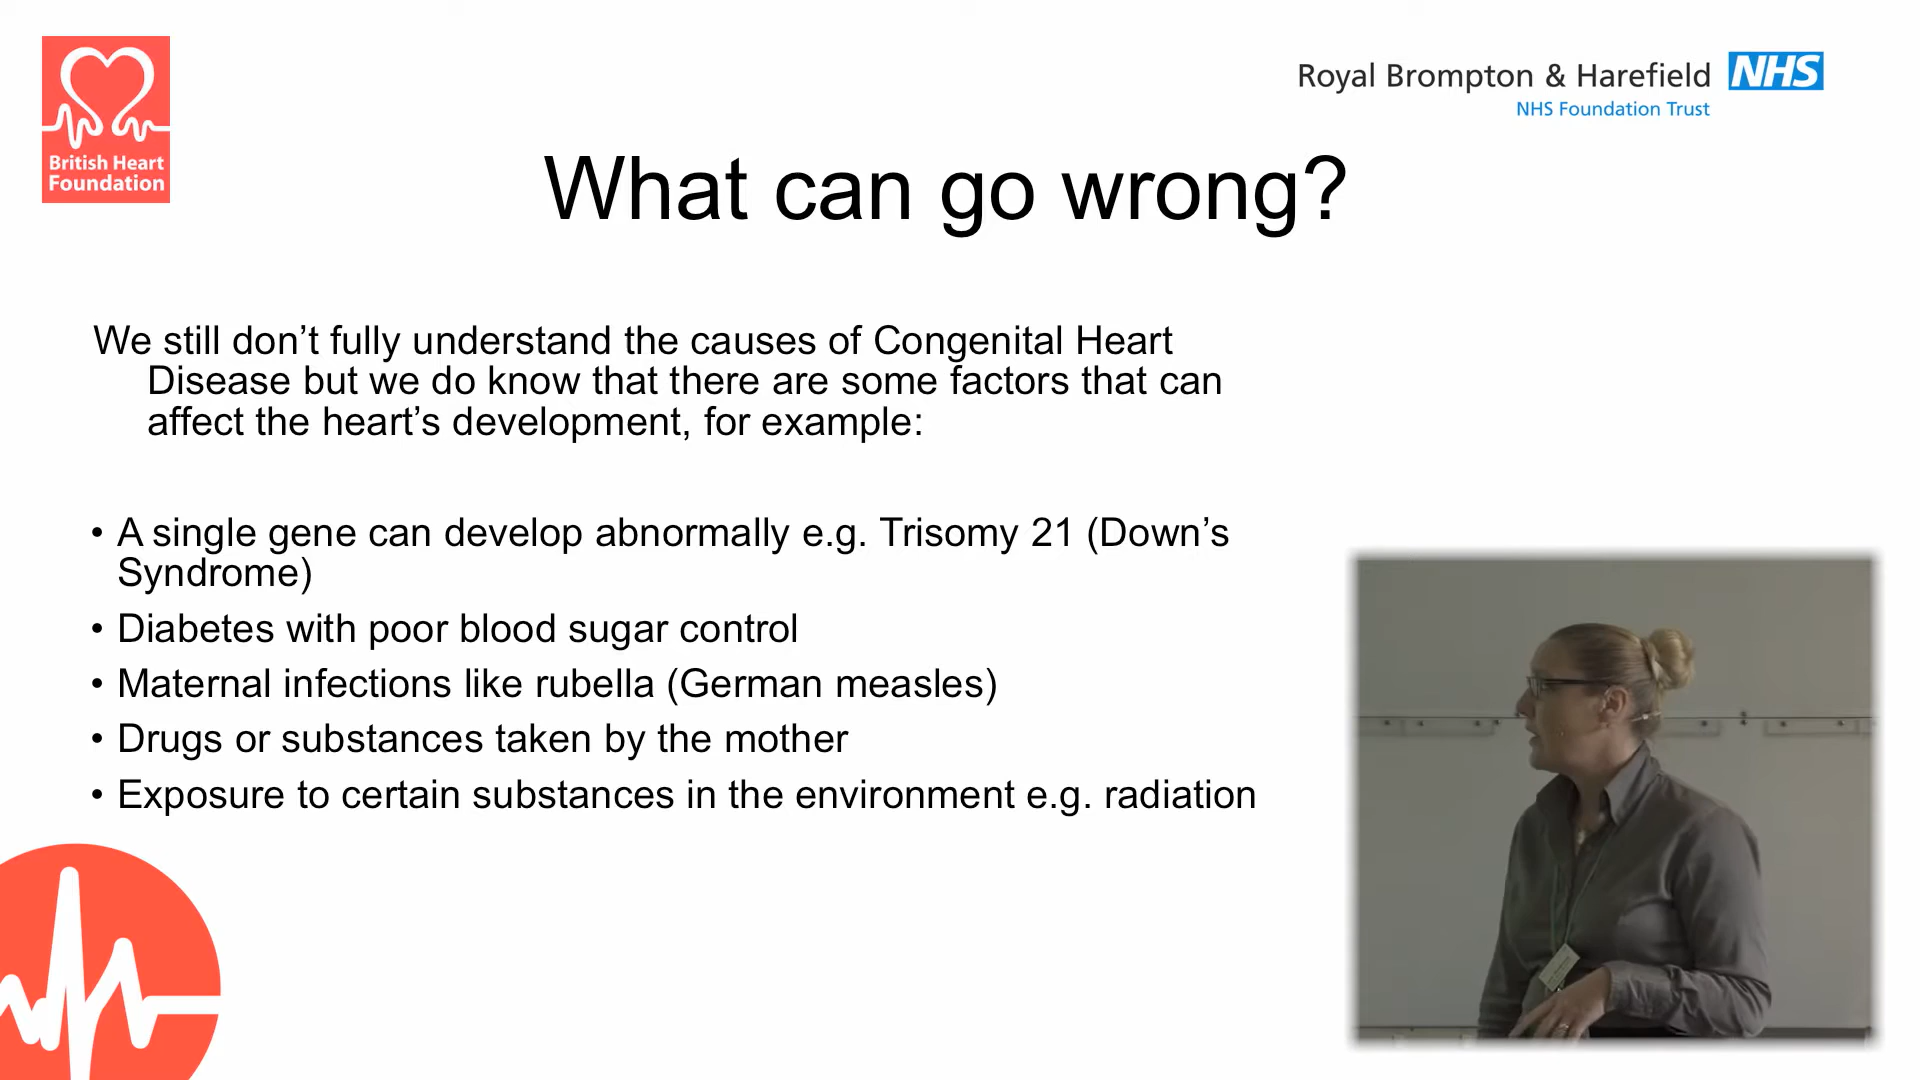 British Heart
Foundation
Royal Brompton & Harefield NHS
NHS Foundation Trust
What can go wrong?
We still don’t fully understand the causes of Congenital Heart
Disease but we do know that there are some factors that can
affect the heart’s development, for example:
• A single gene can develop abnormally e.g. Trisomy 21 (Down’s
Syndrome)
• Diabetes with poor blood sugar control
• Maternal infections like rubella (German measles)
• Drugs or substances taken by the mother
• Exposure to certain substances in the environment e.g. radiation